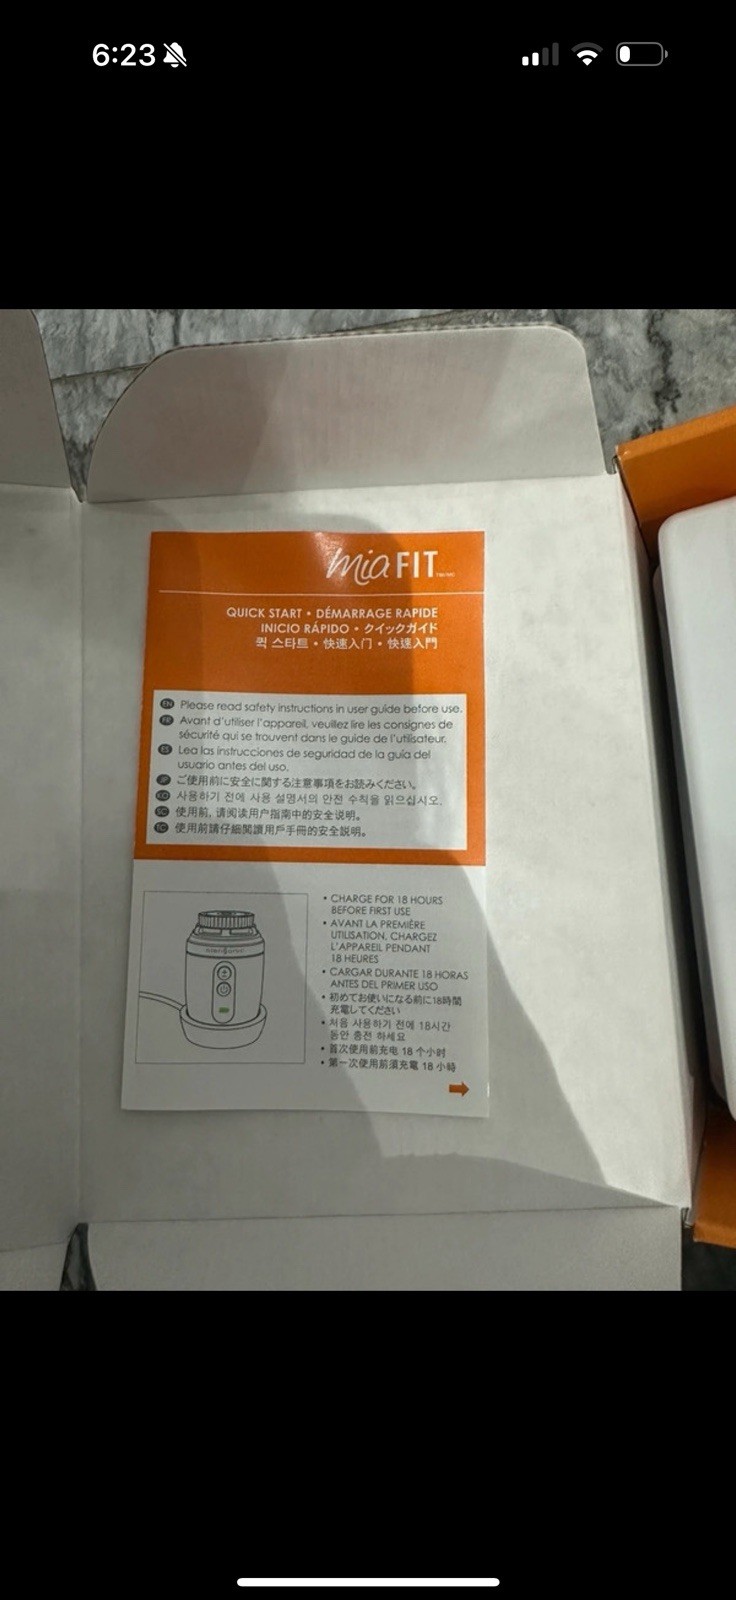 6:23
mia FIT
QUICK START • DÉMARRAGE RAPIDE
INICIO RÁPIDO • クイックガイド
퀵 스타트 • 快速入门 • 快速入門
EN Please read safety instructions in user guide before use.
FR Avant d'utiliser l'appareil, veuillez lire les consignes de
sécurité qui se trouvent dans le guide de l'utilisateur.
ES Lea las instrucciones de seguridad de la guía del
usuario antes del uso.
JP ご使用前に安全に関する注意事項をお読みください。
KO 사용하기 전에 사용 설명서의 안전 수칙을 읽으십시오.
SC 使用前, 请阅读用户指南中的安全说明。
TC 使用前請仔細閱讀用戶手冊的安全説明。
• CHARGE FOR 18 HOURS
BEFORE FIRST USE
• AVANT LA PREMIÈRE
UTILISATION, CHARGEZ
L'APPAREIL PENDANT
18 HEURES
• CARGAR DURANTE 18 HORAS
ANTES DEL PRIMER USO
• 初めてお使いになる前に18時間
充電してください
• 처음 사용하기 전에 18시간
동안 충전 하세요
• 首次使用前充电 18 个小时
• 第一次使用前須充電 18 小時